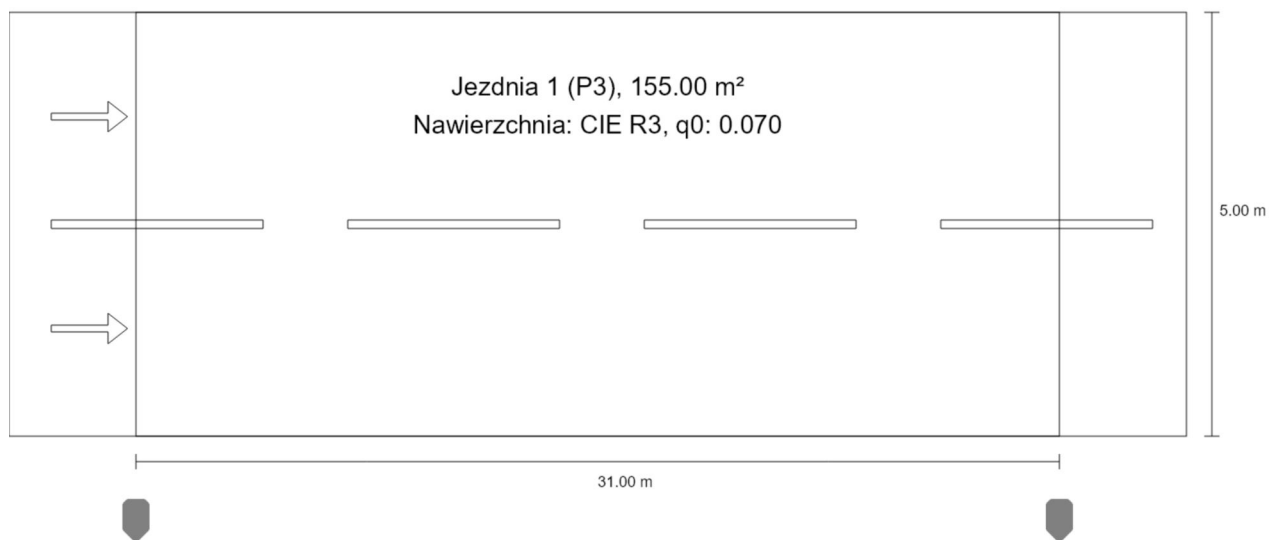 Jezdnia 1 (P3), 155.00 m²
Nawierzchnia: CIE R3, q0: 0.070
5.00 m
31.00 m